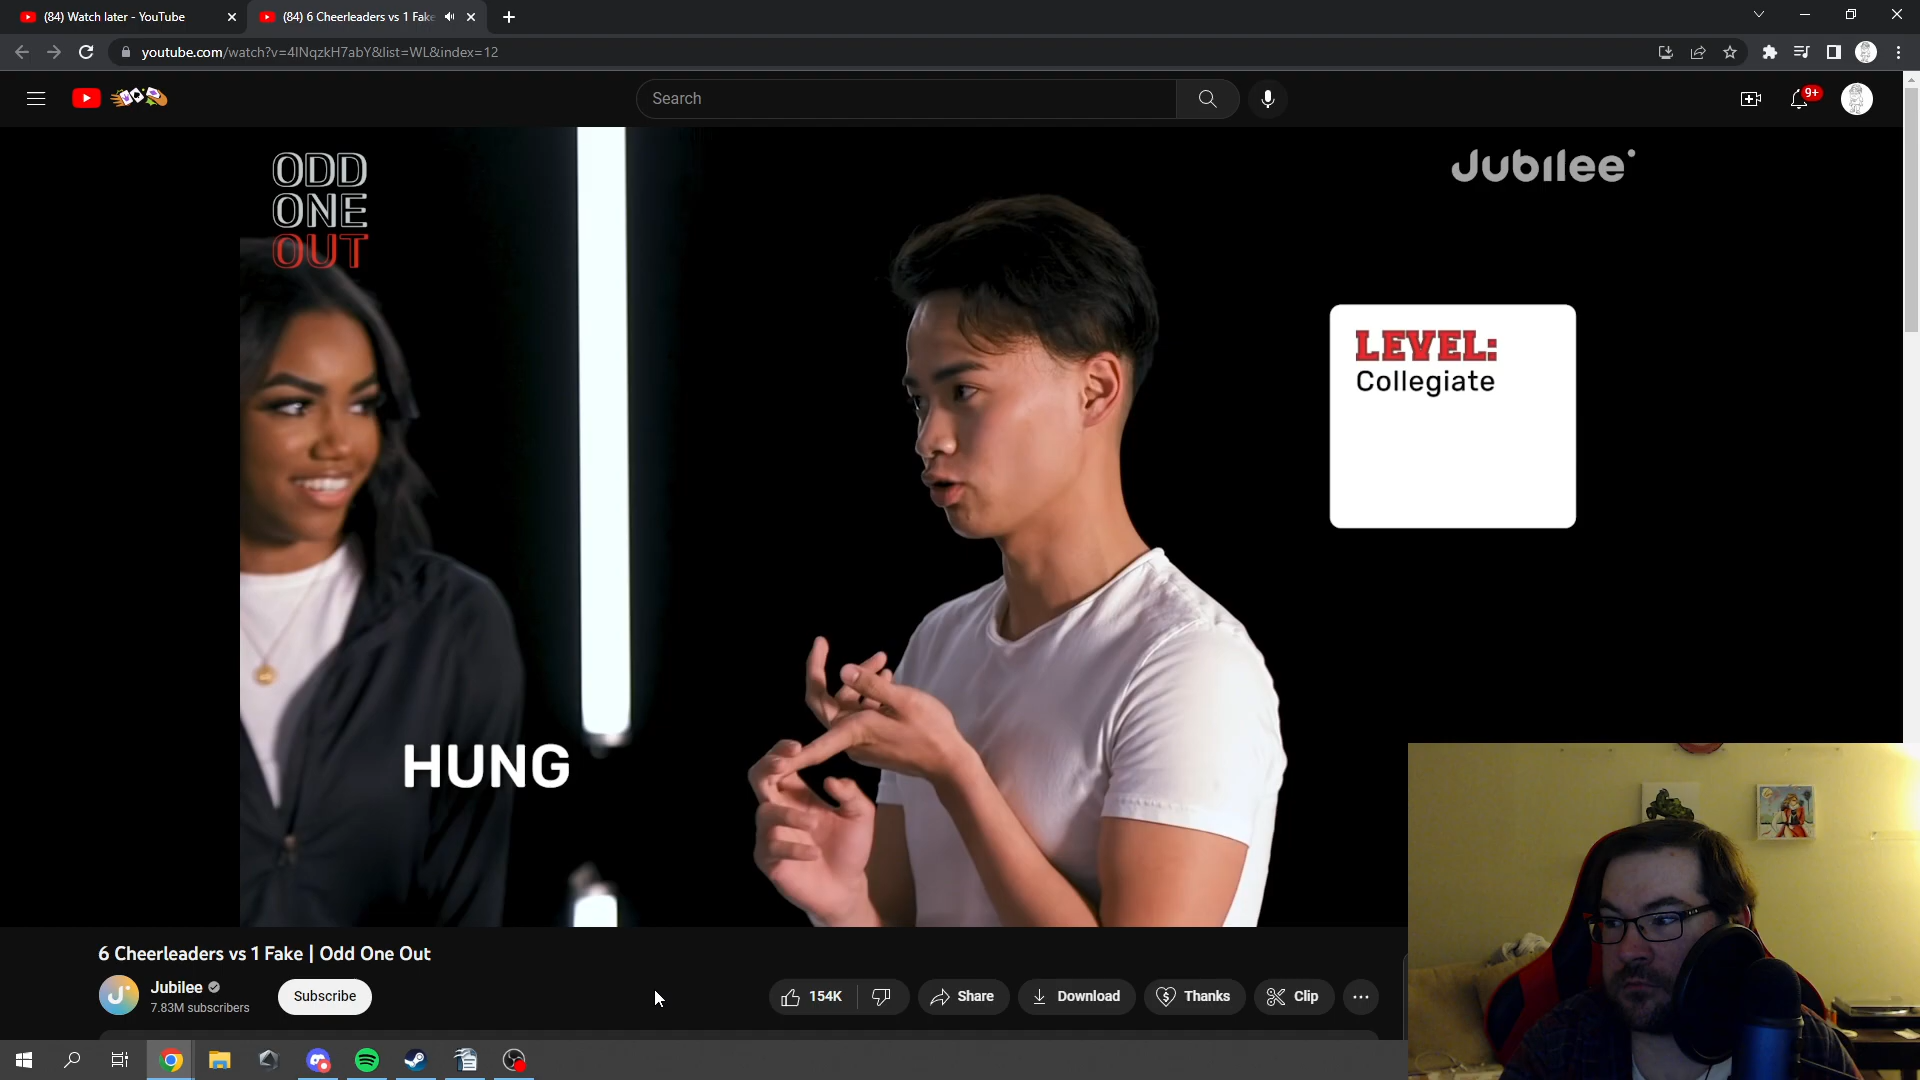 (84) Watch later - YouTube
(84) 6 Cheerleaders vs 1 Fake
youtube.com/watch?v=4INqzkH7abY&list=WL&index=12
Search
9+
ODD
ONE
OUT
Jubilee
LEVEL:
Collegiate
HUNG
6 Cheerleaders vs 1 Fake | Odd One Out
Jubilee
7.83M subscribers
Subscribe
154K
Share
Download
Thanks
Clip